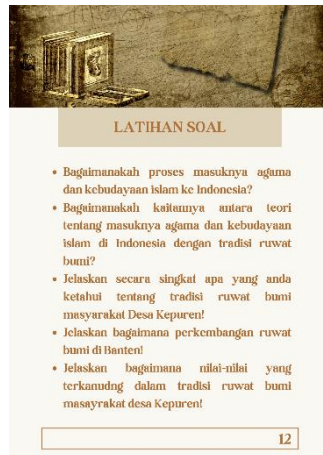 LATIHAN SOAL
• Bagaimanakah proses masuknya agama
dan kebudayaan islam ke Indonesia?
• Bagaimanakah kaitannya antara teori
tentang masuknya agama dan kebudayaan
islam di Indonesia dengan tradisi ruwat
bumi?
• Jelaskan secara singkat apa yang anda
ketahui tentang tradisi ruwat bumi
masyarakat Desa Kepuren!
• Jelaskan bagaimana perkembangan ruwat
bumi di Banten!
• Jelaskan bagaimana nilai-nilai yang
terkanudng dalam tradisi ruwat bumi
masayrakat desa Kepuren!
12